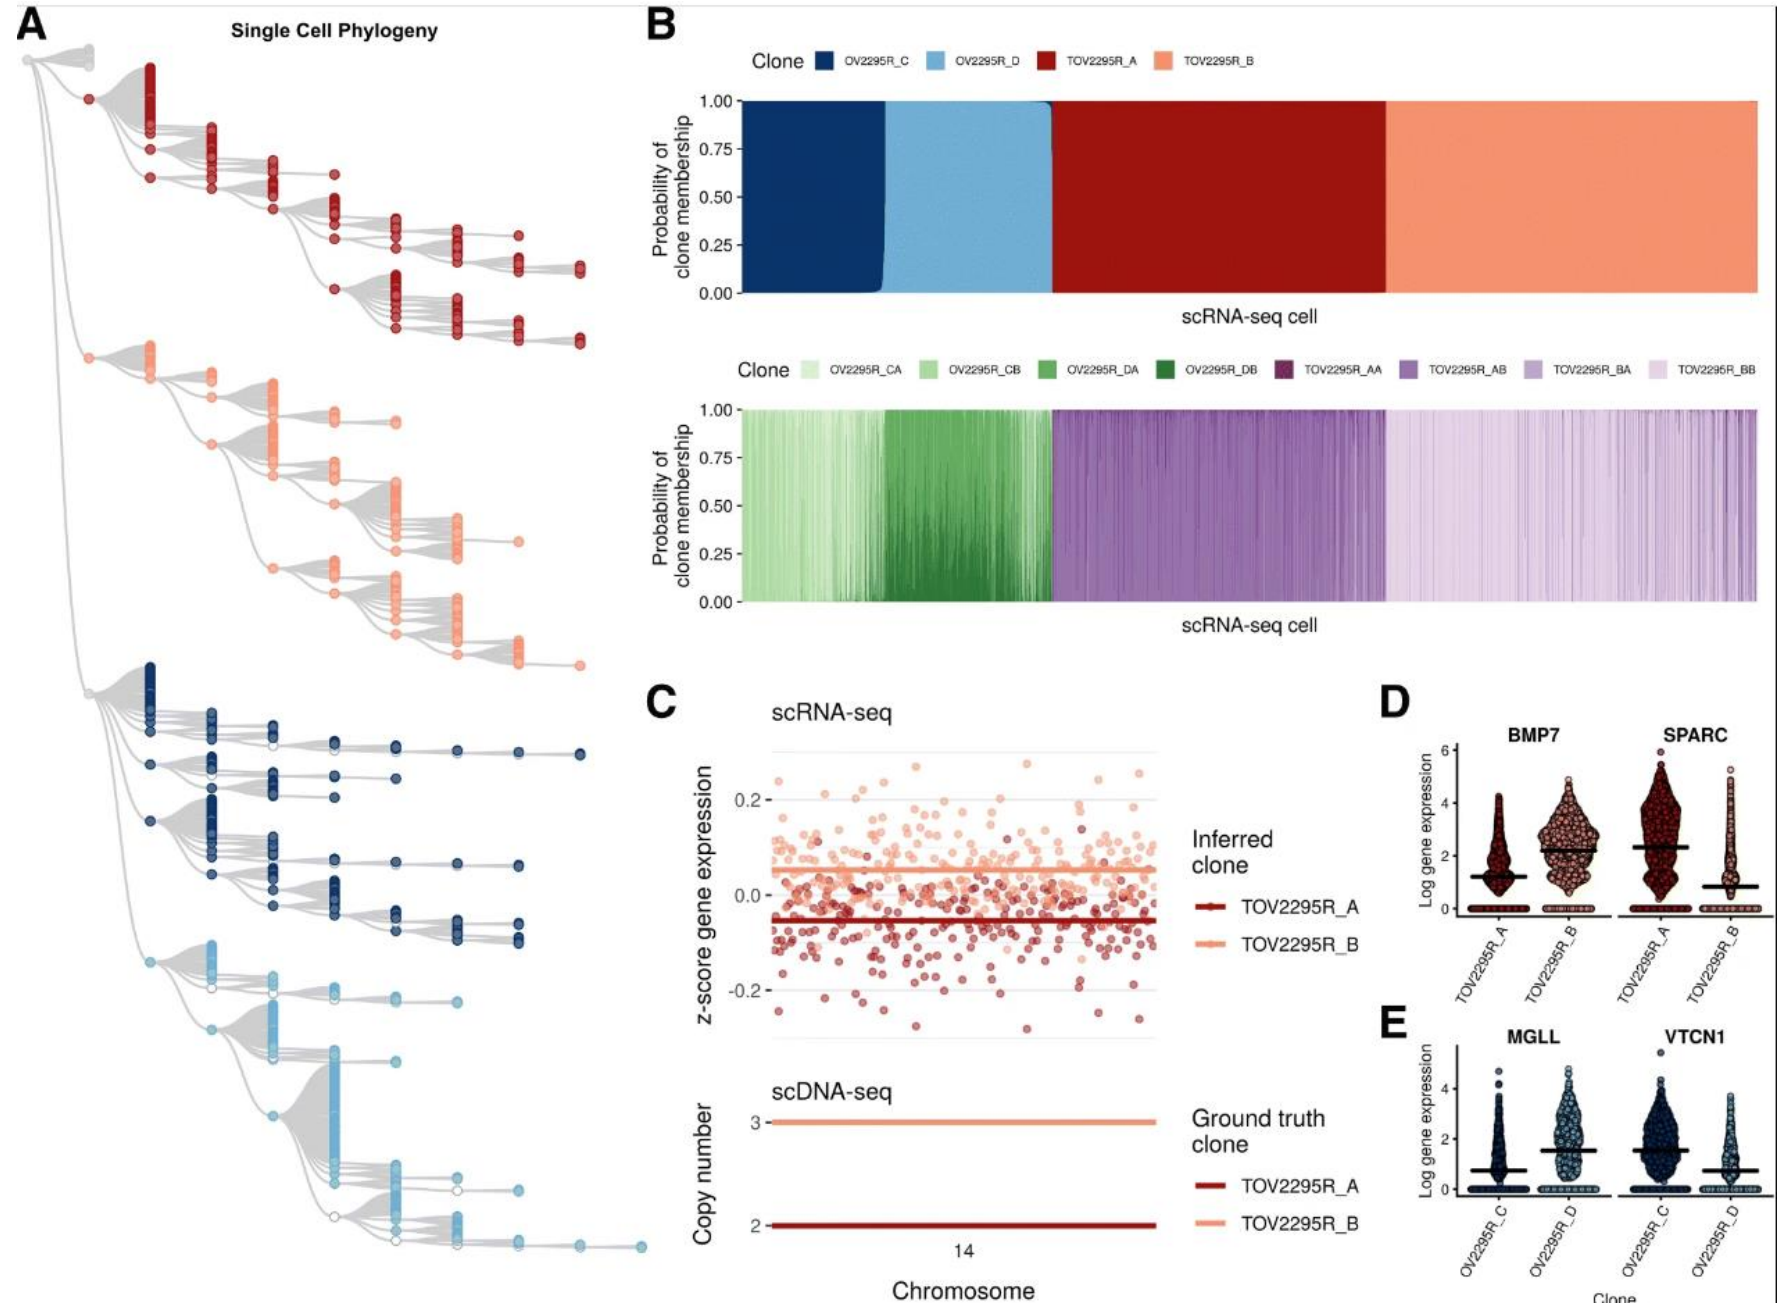 A
Single Cell Phylogeny
B
Clone OV2295R_C OV2295R_D TOV2295R_A TOV2295R_B
1.00
0.75
0.50
0.25
0.00
Probability of
clone membership
scRNA-seq cell
Clone OV2295R_CA OV2295R_CB OV2295R_DA OV2295R_DB TOV2295R_AA TOV2295R_AB TOV2295R_BA TOV2295R_BB
1.00
0.75
0.50
0.25
0.00
Probability of
clone membership
scRNA-seq cell
C
scRNA-seq
z-score gene expression
0.2
0.0
-0.2
Inferred
clone
TOV2295R_A
TOV2295R_B
scDNA-seq
Copy number
3
2
14
Chromosome
Ground truth
clone
TOV2295R_A
TOV2295R_B
D
BMP7 SPARC
Log gene expression
6
4
2
0
TOV2295R_A TOV2295R_B TOV2295R_A TOV2295R_B
E
MGLL VTCN1
Log gene expression
4
2
0
OV2295R_C OV2295R_D OV2295R_C OV2295R_D
Clone